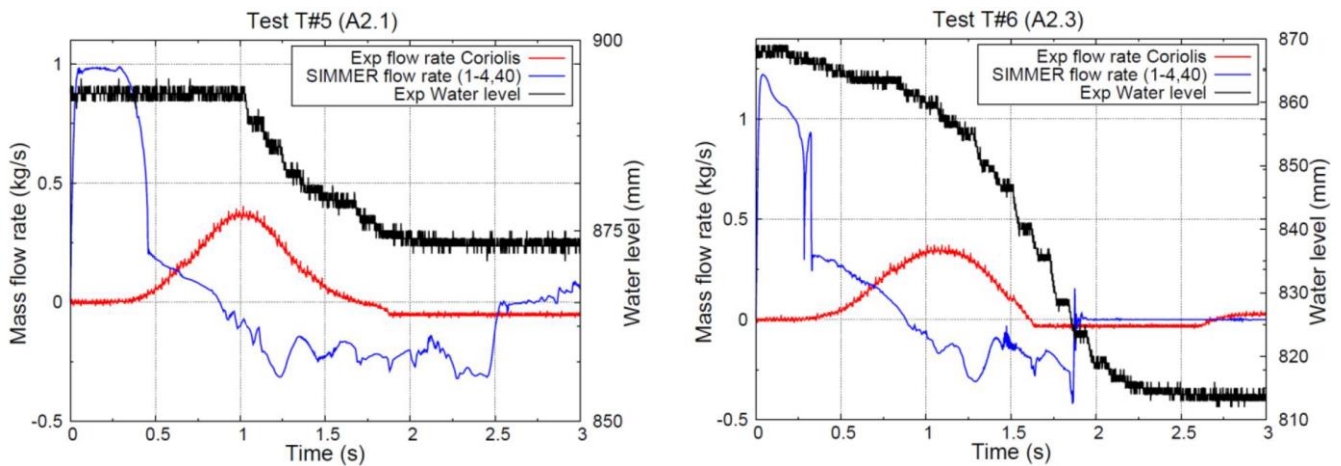 Test T#5 (A2.1)
Exp flow rate Coriolis
SIMMER flow rate (1-4,40)
Exp Water level
Mass flow rate (kg/s)
1
0.5
0
-0.5
900
875
850
Water level (mm)
0
0.5
1
1.5
2
2.5
3
Time (s)
Test T#6 (A2.3)
Exp flow rate Coriolis
SIMMER flow rate (1-4,40)
Exp Water level
Mass flow rate (kg/s)
1
0.5
0
-0.5
870
860
850
840
830
820
810
Water level (mm)
0
0.5
1
1.5
2
2.5
3
Time (s)